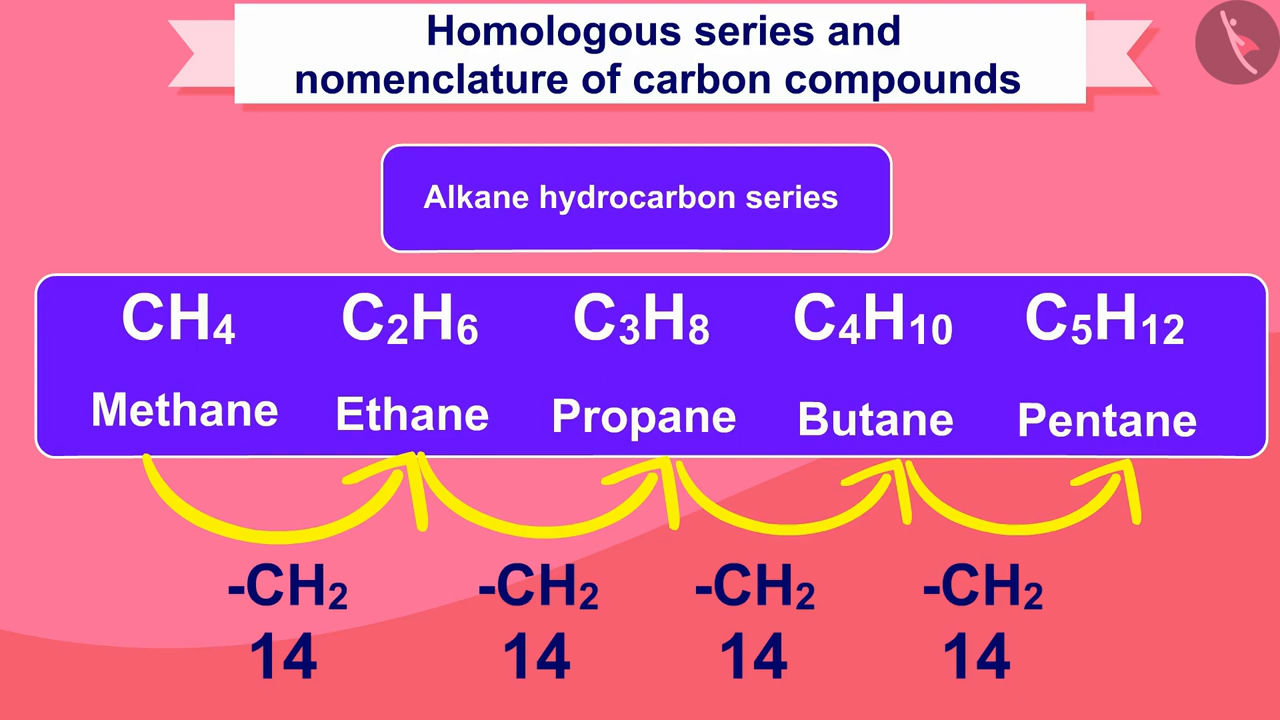 Homologous series and
nomenclature of carbon compounds
Alkane hydrocarbon series
CH₄ C₂H₆ C₃H₈ C₄H₁₀ C₅H₁₂
Methane Ethane Propane Butane Pentane
-CH₂ -CH₂ -CH₂ -CH₂
14 14 14 14